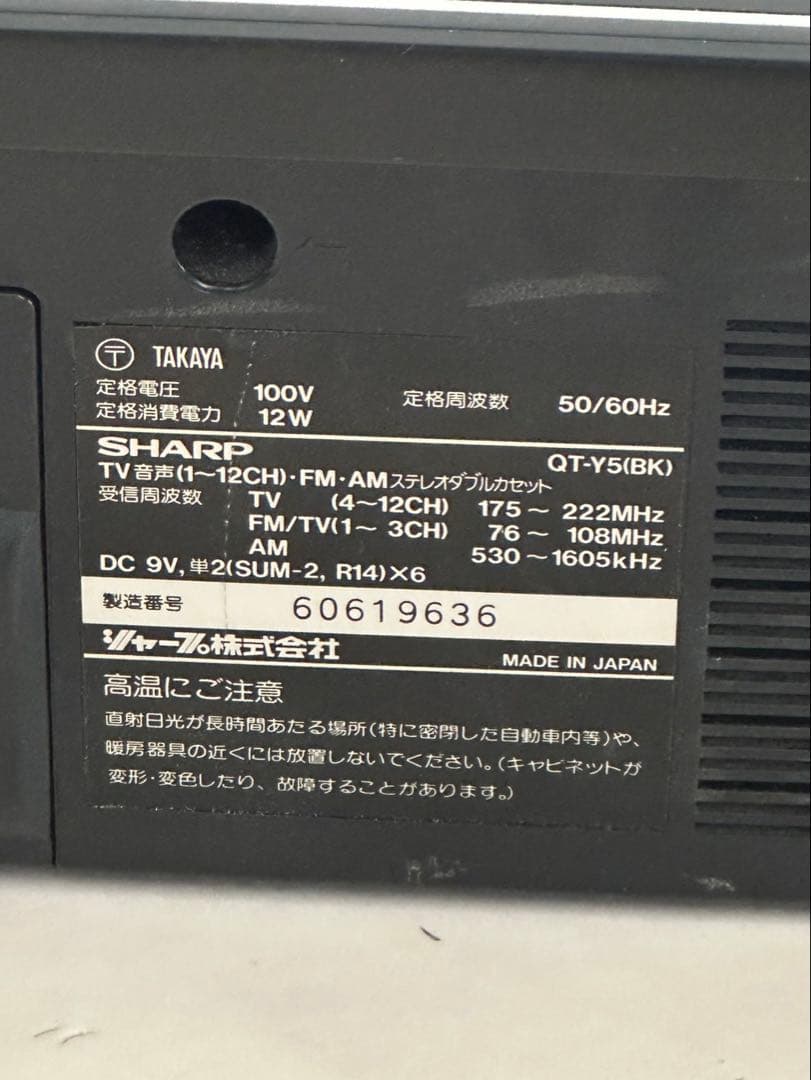 〒 TAKAYA
定格電圧 100V 定格周波数 50/60Hz
定格消費電力 12W
SHARP QT-Y5(BK)
TV音声(1〜12CH)・FM・AMステレオダブルカセット
受信周波数 TV (4〜12CH) 175〜 222MHz
FM/TV(1〜 3CH) 76〜 108MHz
AM 530〜1605kHz
DC 9V, 単2(SUM-2, R14)×6
製造番号 60619636
シャープ株式会社 MADE IN JAPAN
高温にご注意
直射日光が長時間あたる場所(特に密閉した自動車内等)や、
暖房器具の近くには放置しないでください。(キャビネットが
変形・変色したり、故障することがあります。)